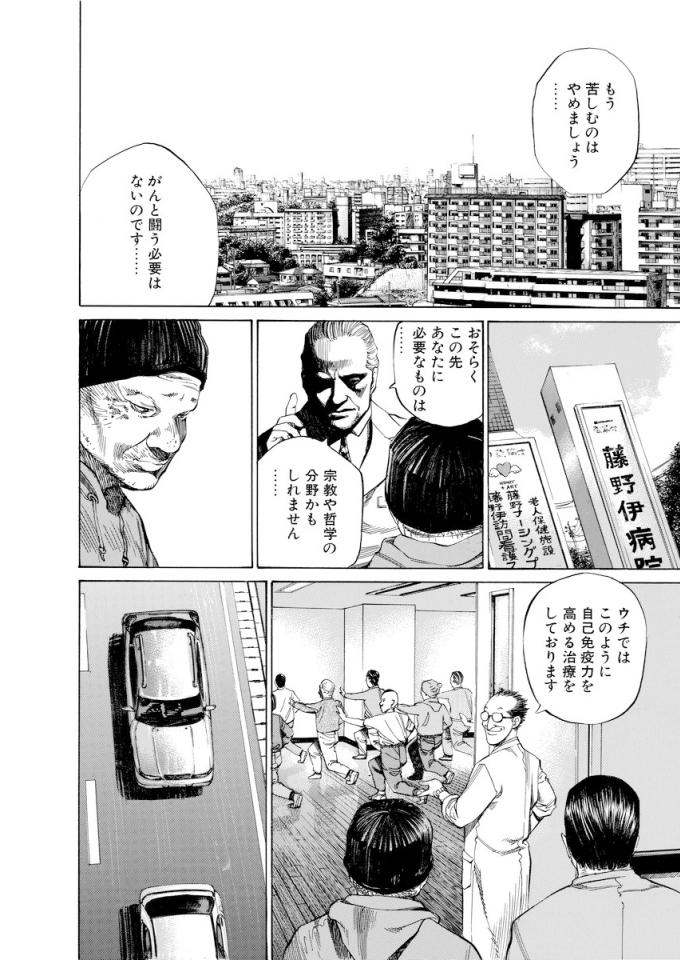 もう
苦しむのは
やめましょう
……
がんと闘う必要は
ないのです……
藤野伊病院
老人保健施設
藤野ナーシングプ
藤野伊訪問看護ス
おそらく
この先
あなたに
必要なものは
……
宗教や哲学の
分野かも
しれません
……
ウチでは
このように
自己免疫力を
高める治療を
しております